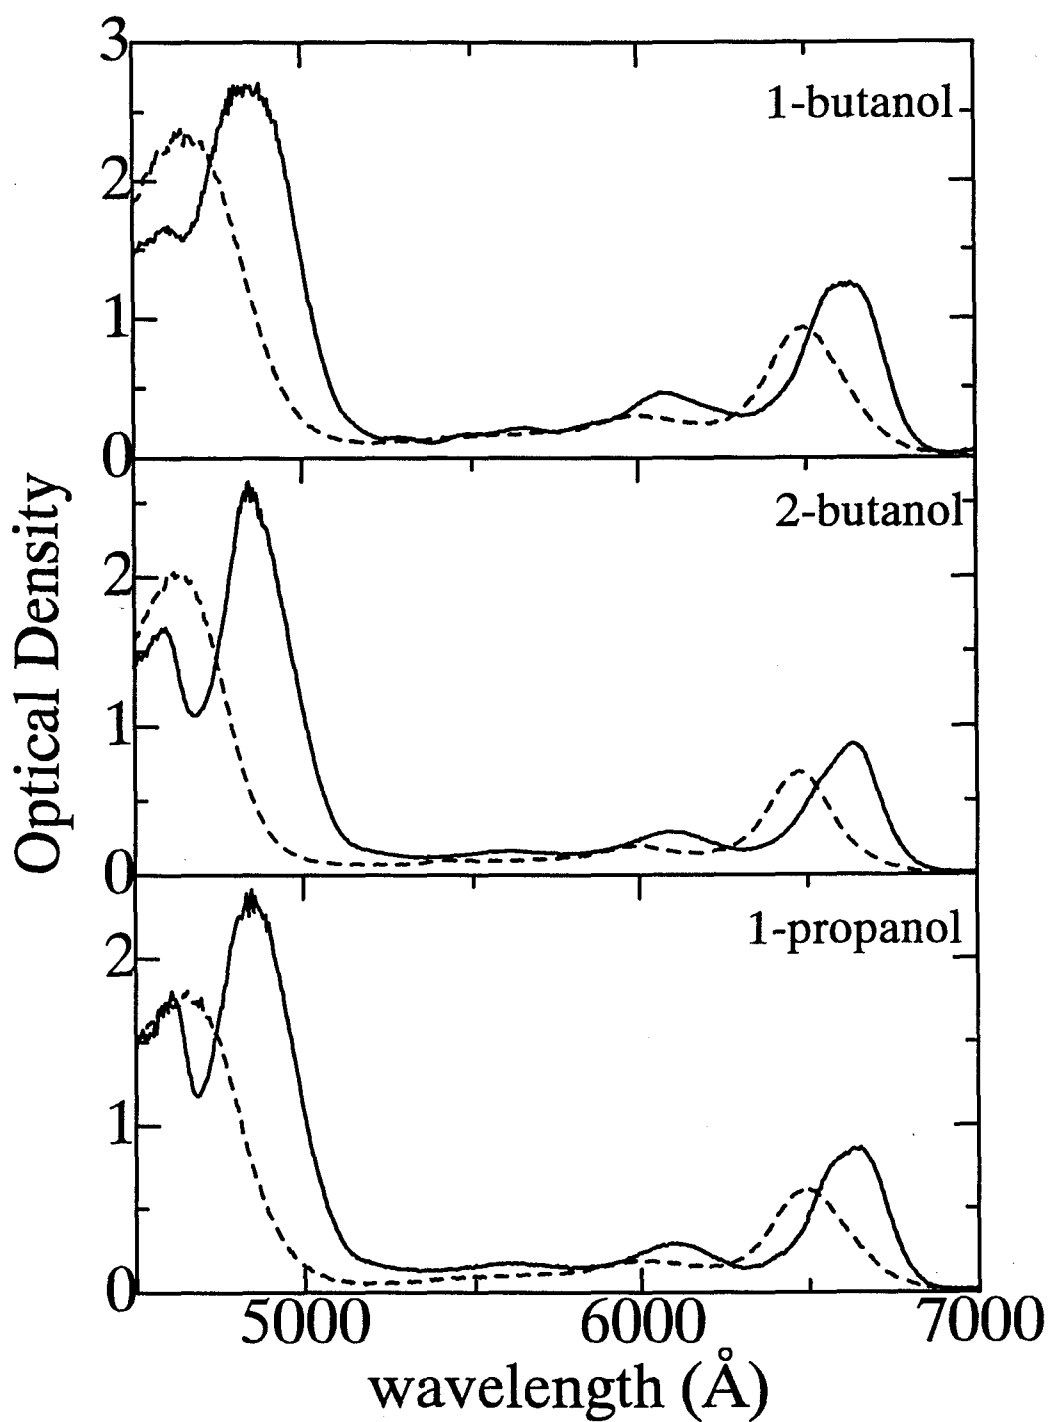 3
1-butanol
2
1
0
2-butanol
2
1
0
1-propanol
2
1
0
5000 6000 7000
wavelength (Å)
Optical Density